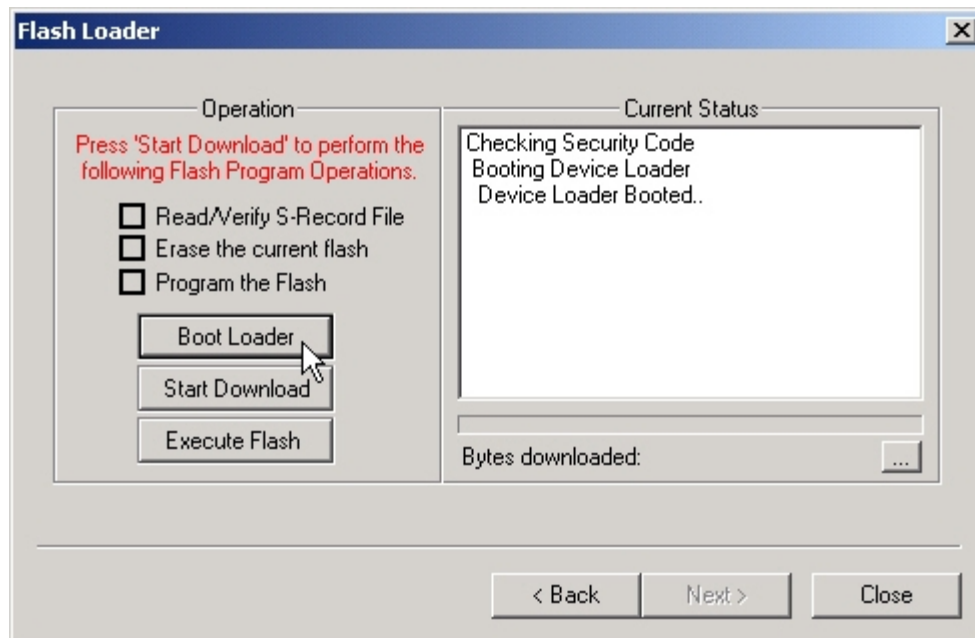 Flash Loader
Operation
Press 'Start Download' to perform the
following Flash Program Operations.
Read/Verify S-Record File
Erase the current flash
Program the Flash
Boot Loader
Start Download
Execute Flash
Current Status
Checking Security Code
Booting Device Loader
Device Loader Booted..
Bytes downloaded:
...
< Back
Next >
Close